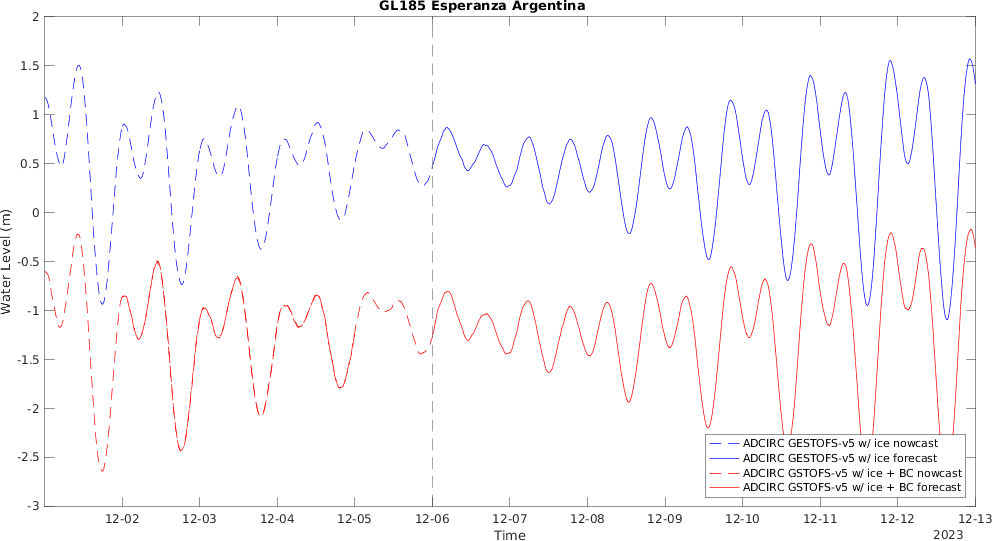 GL185 Esperanza Argentina
2
1.5
1
0.5
0
-0.5
-1
-1.5
-2
-2.5
-3
Water Level (m)
ADCIRC GESTOFS-v5 w/ ice nowcast
ADCIRC GESTOFS-v5 w/ ice forecast
ADCIRC GSTOFS-v5 w/ ice + BC nowcast
ADCIRC GSTOFS-v5 w/ ice + BC forecast
12-02 12-03 12-04 12-05 12-06 12-07 12-08 12-09 12-10 12-11 12-12 12-13
Time
2023